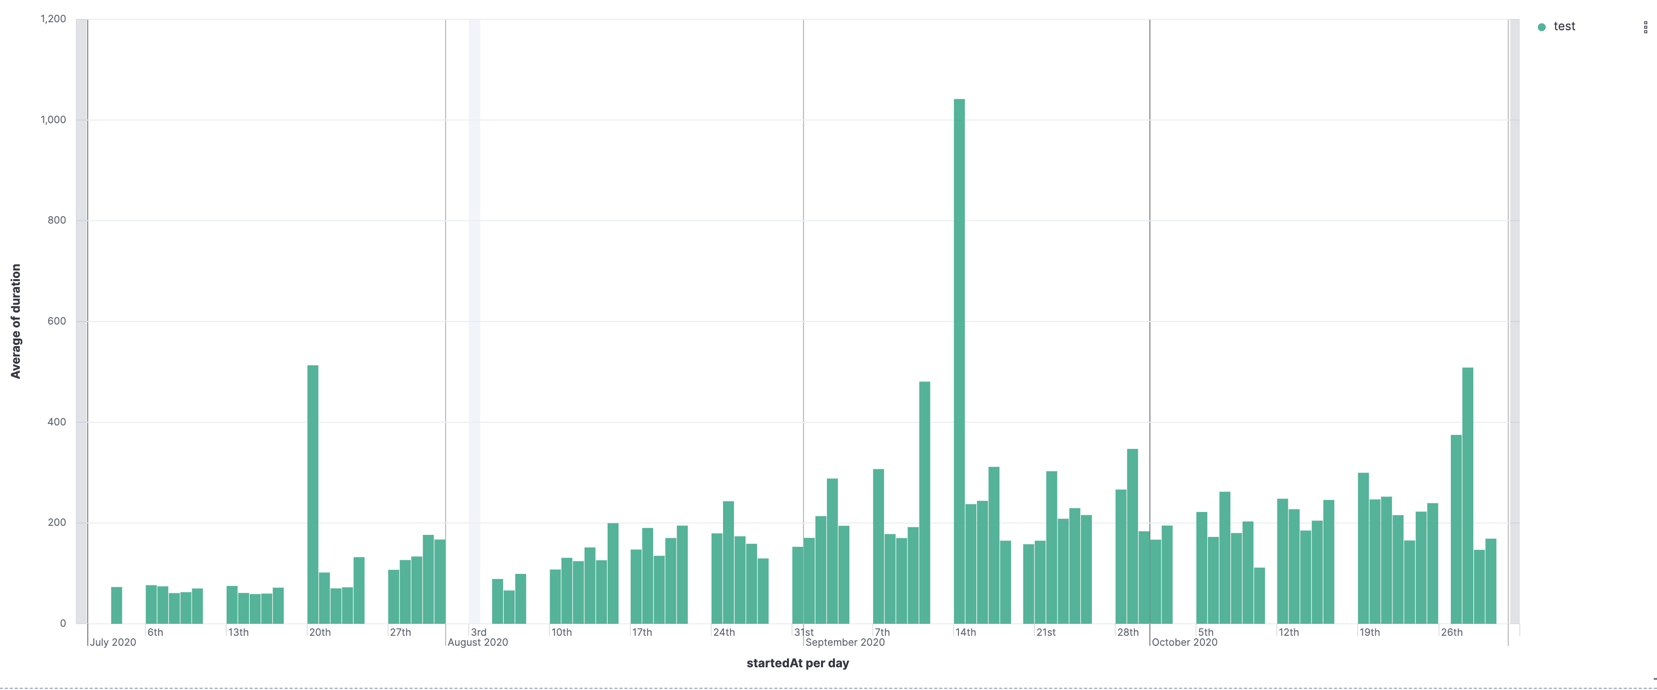 1,200
1,000
800
600
400
200
0
Average of duration
test
6th 13th 20th 27th 3rd 10th 17th 24th 31st 7th 14th 21st 28th 5th 12th 19th 26th
July 2020 August 2020 September 2020 October 2020
startedAt per day